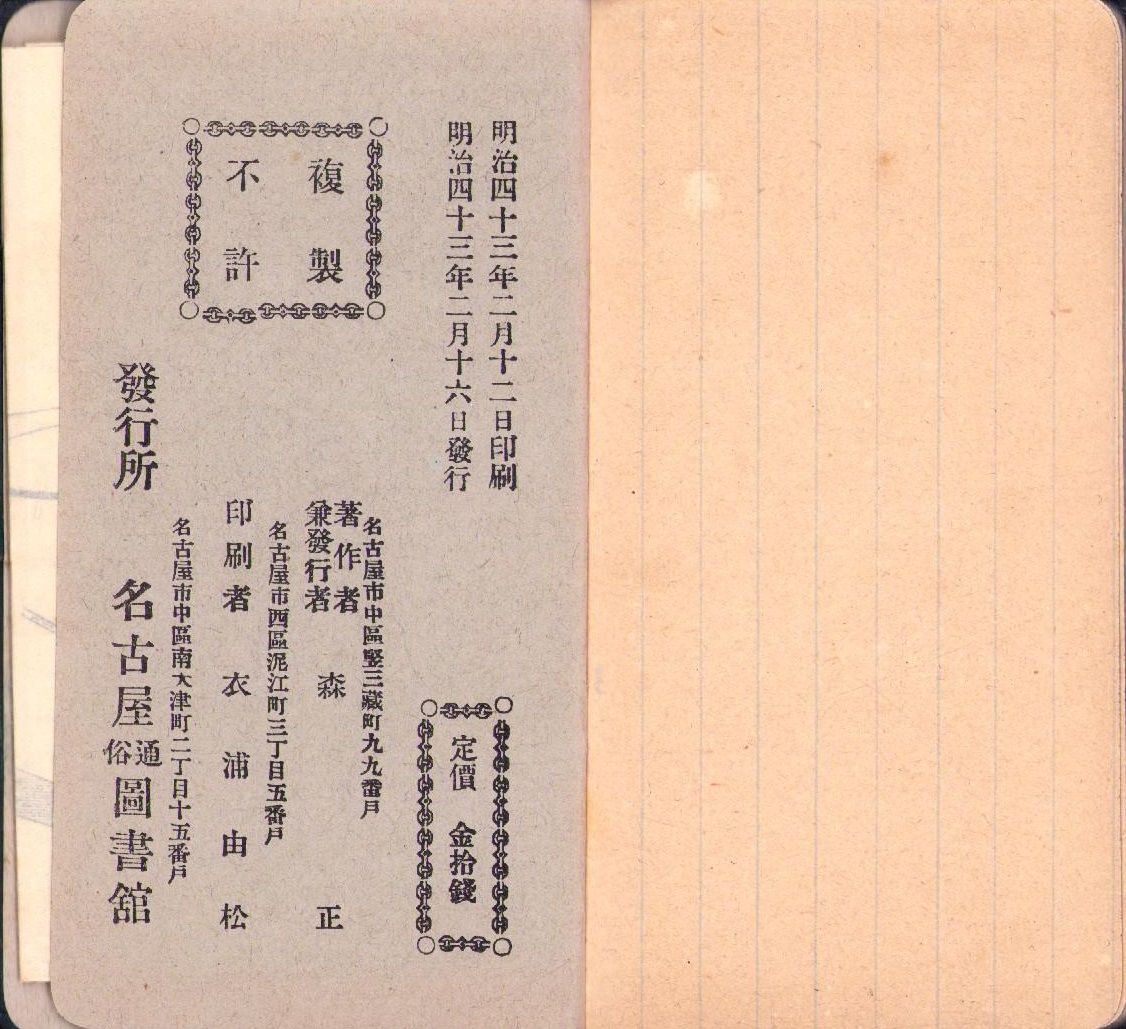 明治四十三年二月十二日印刷
明治四十三年二月十六日發行
定價 金拾錢
複製
不許
名古屋市中區竪三藏町九九番戶
著作者
兼發行者 森正
名古屋市西區泥江町三丁目五番戶
印刷者 衣浦由松
名古屋市中區南大津町二丁目十五番戶
發行所 名古屋通俗圖書舘